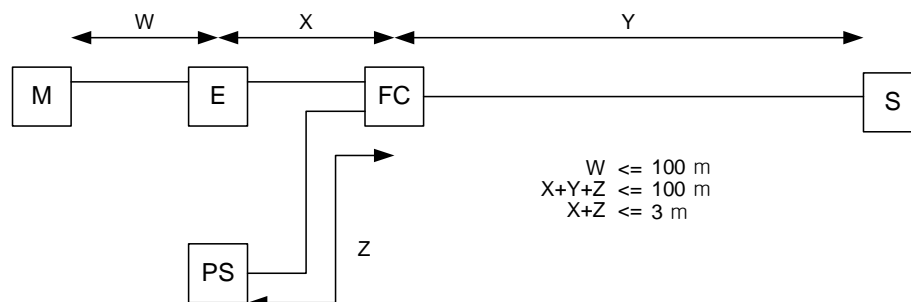 W X Y
M E FC S
W <= 100 m
X+Y+Z <= 100 m
X+Z <= 3 m
Z
PS